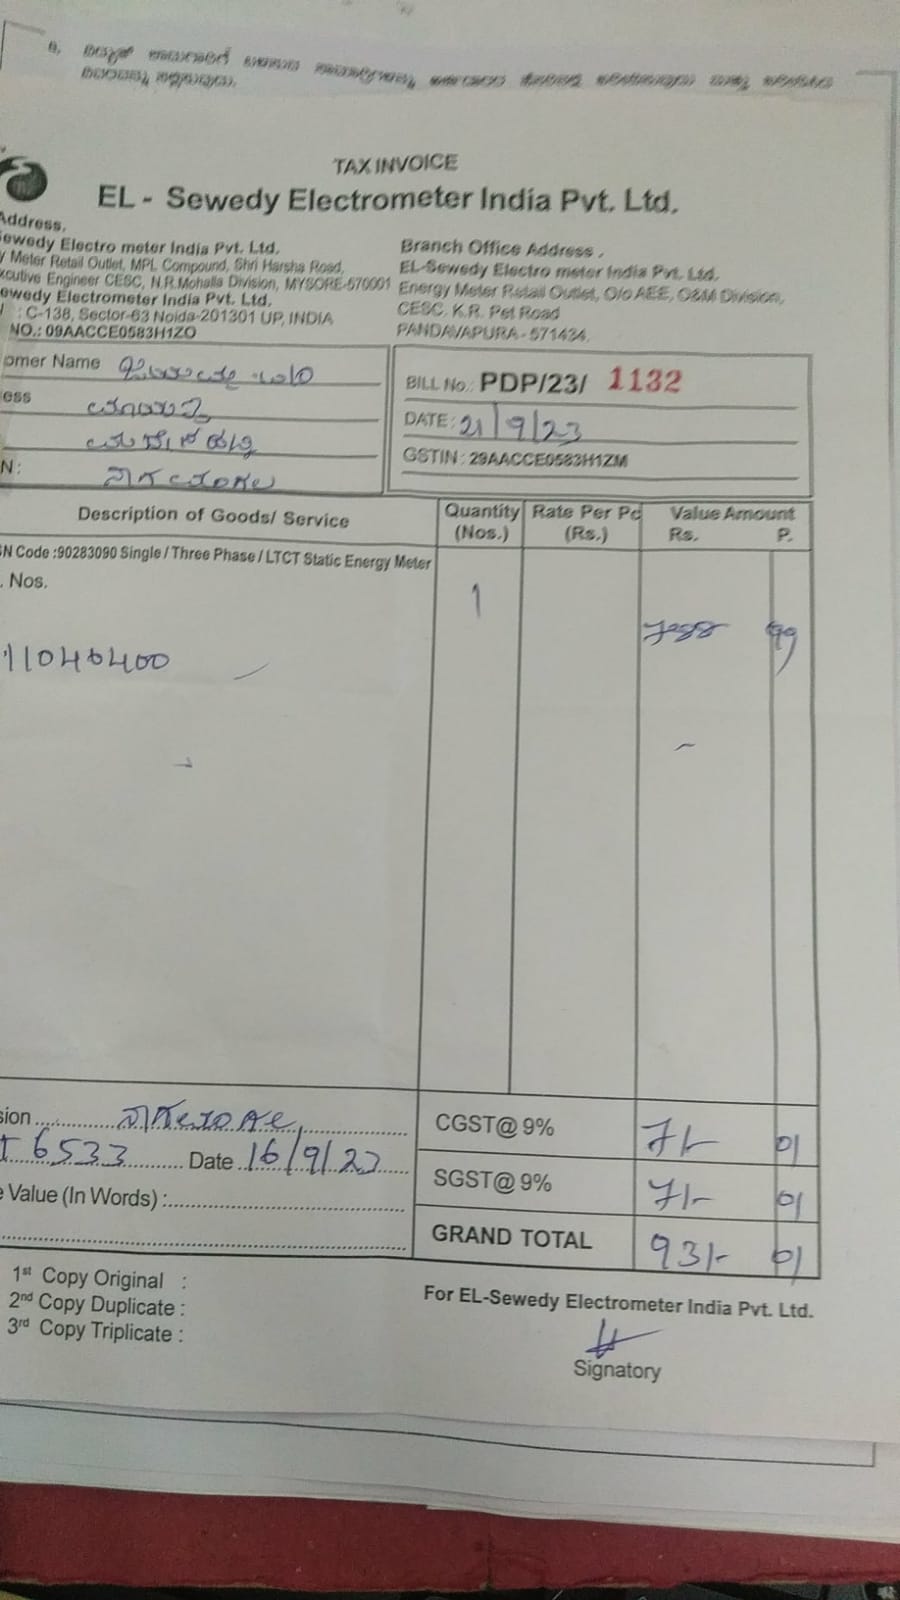 TAX INVOICE
EL - Sewedy Electrometer India Pvt. Ltd.
Address,
Sewedy Electro meter India Pvt. Ltd.
y Meter Retail Outlet, MPL Compound, Shri Harsha Road,
xcutive Engineer CESC, N.R.Mohalla Division, MYSORE-570001
ewedy Electrometer India Pvt. Ltd.
: C-138, Sector-63 Noida-201301 UP, INDIA
NO.: 09AACCE0583H1ZO
Branch Office Address ,
EL-Sewedy Electro meter India Pvt. Ltd.
Energy Meter Retail Outlet, O/o AEE, O&M Division,
CESC, K.R. Pet Road
PANDAVAPURA - 571434.
omer Name
ess
N:
BILL No.: PDP/23/ 1132
DATE: 21/9/23
GSTIN: 29AACCE0583H1ZM
Description of Goods/ Service Quantity (Nos.) Rate Per Pc (Rs.) Value Amount Rs. P.
SN Code :90283090 Single / Three Phase / LTCT Static Energy Meter
. Nos.
1
11040400
sion
6533 Date 16/9/23
e Value (In Words) :
CGST@ 9% 71- 01
SGST@ 9% 71- 01
GRAND TOTAL 931- 01
1st Copy Original :
2nd Copy Duplicate :
3rd Copy Triplicate :
For EL-Sewedy Electrometer India Pvt. Ltd.
Signatory